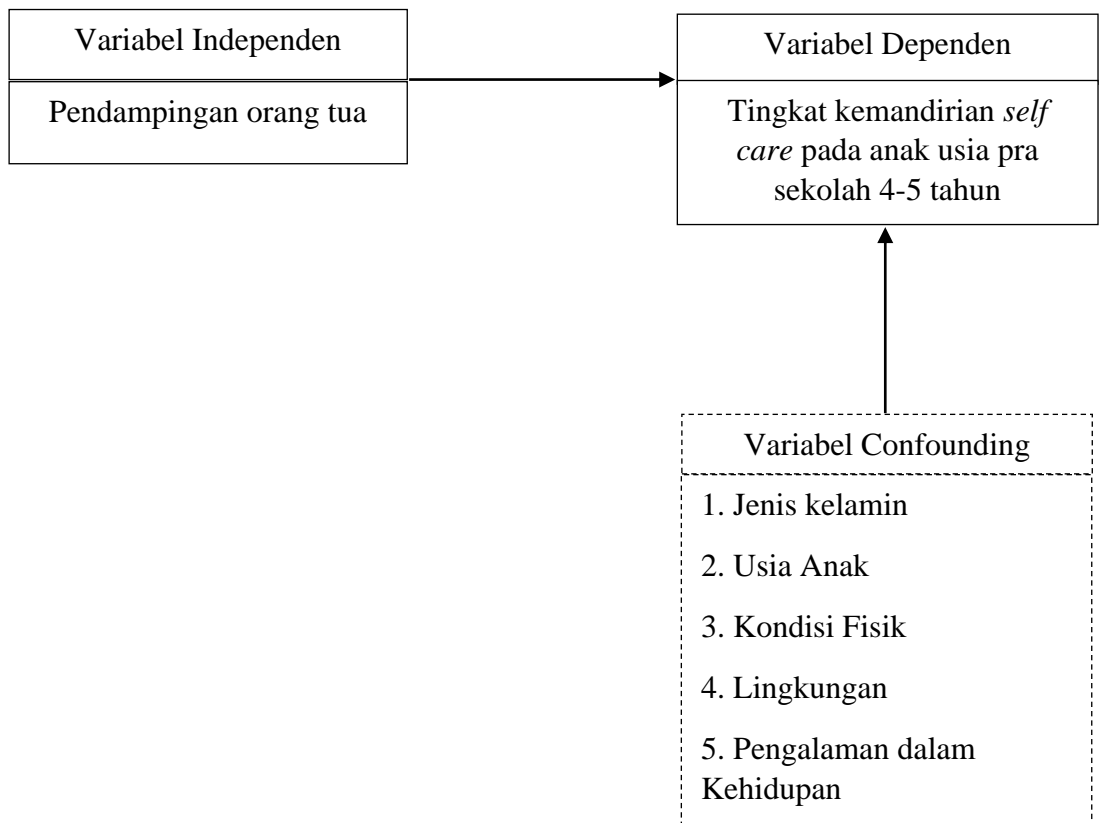 Variabel Independen
Pendampingan orang tua
Variabel Dependen
Tingkat kemandirian self
care pada anak usia pra
sekolah 4-5 tahun
Variabel Confounding
1. Jenis kelamin
2. Usia Anak
3. Kondisi Fisik
4. Lingkungan
5. Pengalaman dalam
Kehidupan